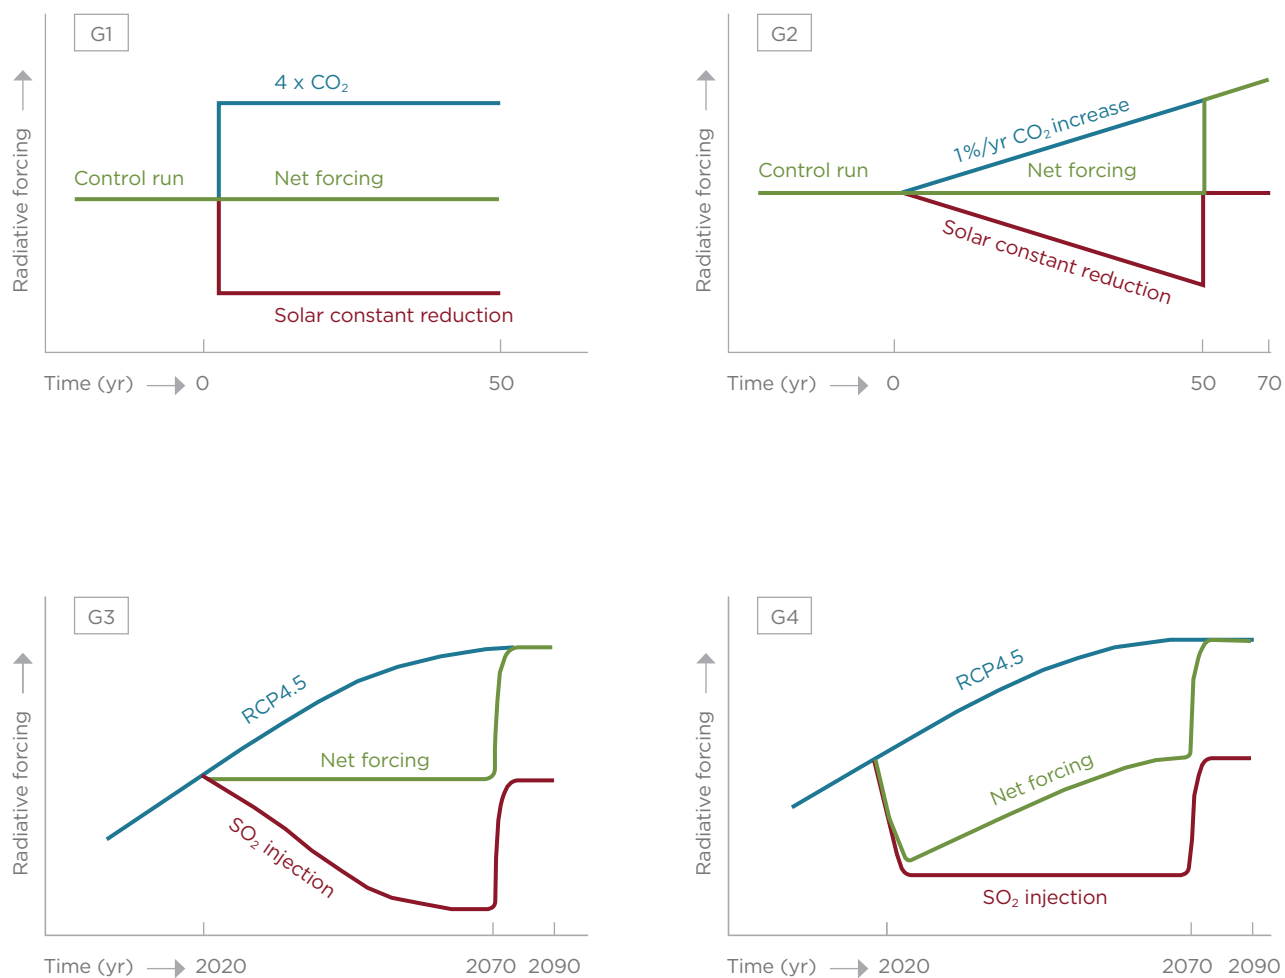 G1
4 x CO₂
Control run
Net forcing
Solar constant reduction
Radiative forcing
Time (yr)
0
50
G2
1%/yr CO₂ increase
Control run
Net forcing
Solar constant reduction
Radiative forcing
Time (yr)
0
50
70
G3
RCP4.5
Net forcing
SO₂ injection
Radiative forcing
Time (yr)
2020
2070
2090
G4
RCP4.5
Net forcing
SO₂ injection
Radiative forcing
Time (yr)
2020
2070
2090